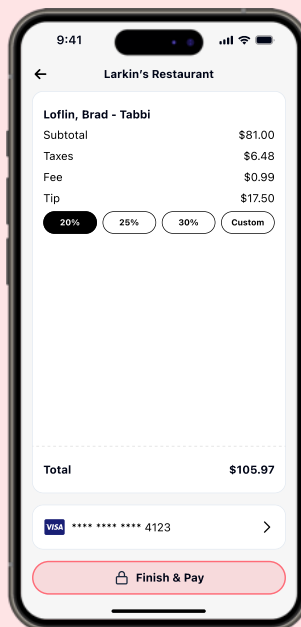 9:41
Larkin's Restaurant
Loflin, Brad - Tabbi
Subtotal $81.00
Taxes $6.48
Fee $0.99
Tip $17.50
20% 25% 30% Custom
Total $105.97
VISA **** **** **** 4123
Finish & Pay